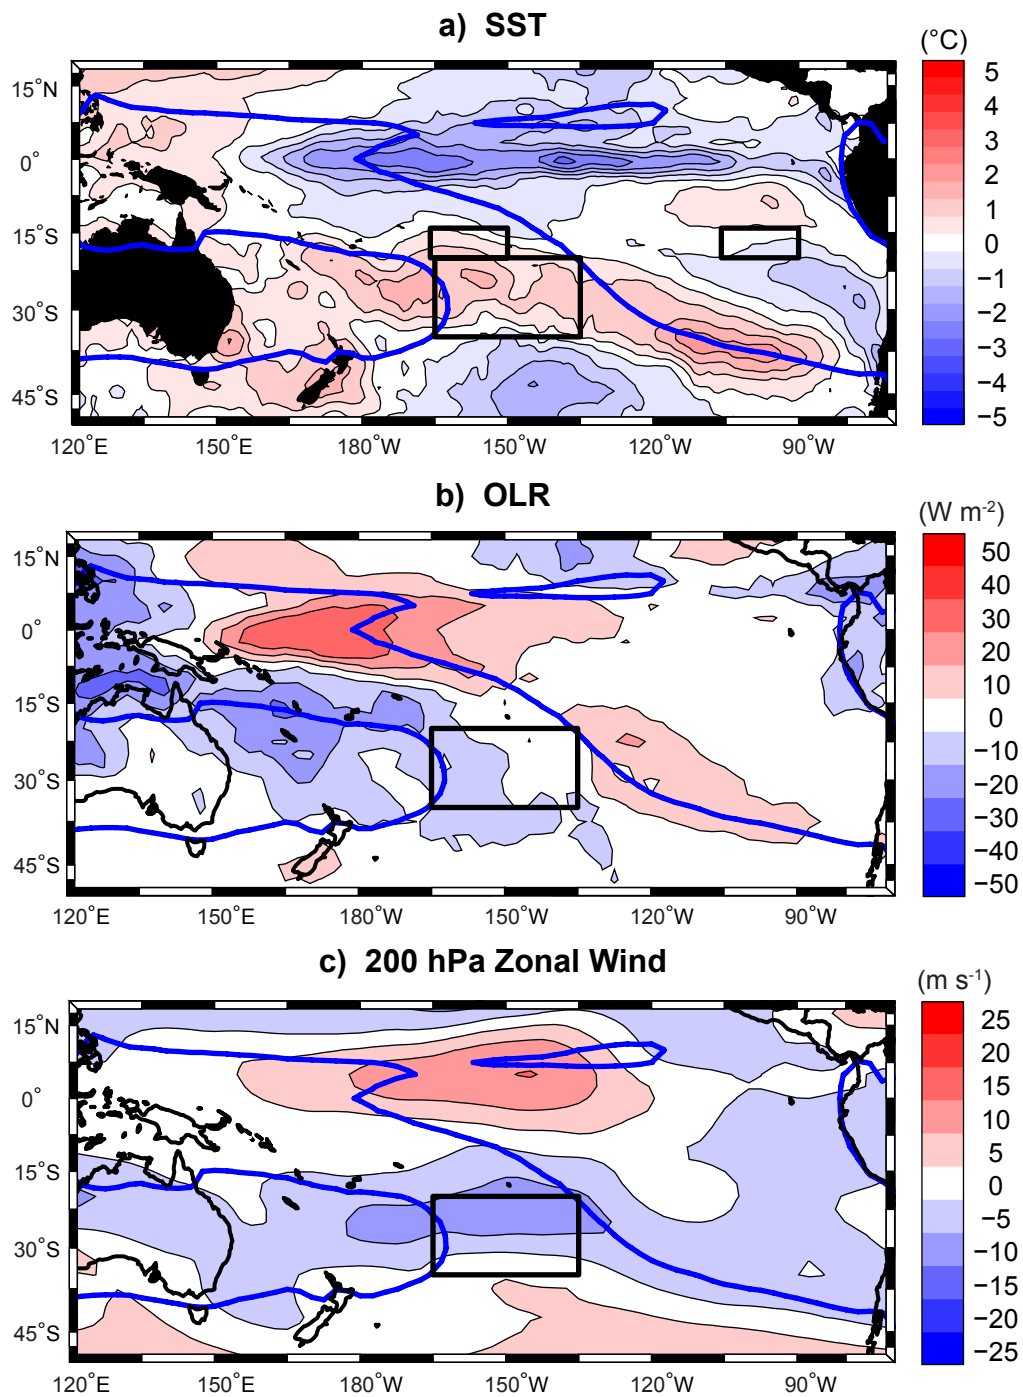 a) SST
(°C)
15°N
0°
15°S
30°S
45°S
120°E 150°E 180°W 150°W 120°W 90°W
5
4
3
2
1
0
−1
−2
−3
−4
−5
b) OLR
(W m-2)
15°N
0°
15°S
30°S
45°S
120°E 150°E 180°W 150°W 120°W 90°W
50
40
30
20
10
0
−10
−20
−30
−40
−50
c) 200 hPa Zonal Wind
(m s-1)
15°N
0°
15°S
30°S
45°S
120°E 150°E 180°W 150°W 120°W 90°W
25
20
15
10
5
0
−5
−10
−15
−20
−25